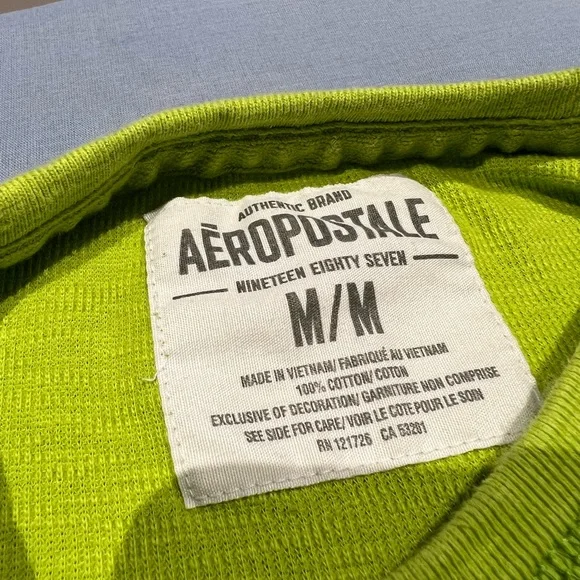 AUTHENTIC BRAND
AÈROPOSTALE
NINETEEN EIGHTY SEVEN
M/M
MADE IN VIETNAM/ FABRIQUÉ AU VIETNAM
100% COTTON/ COTON
EXCLUSIVE OF DECORATION/ GARNITURE NON COMPRISE
SEE SIDE FOR CARE/ VOIR LE COTE POUR LE SOIN
RN 121726 CA 53201